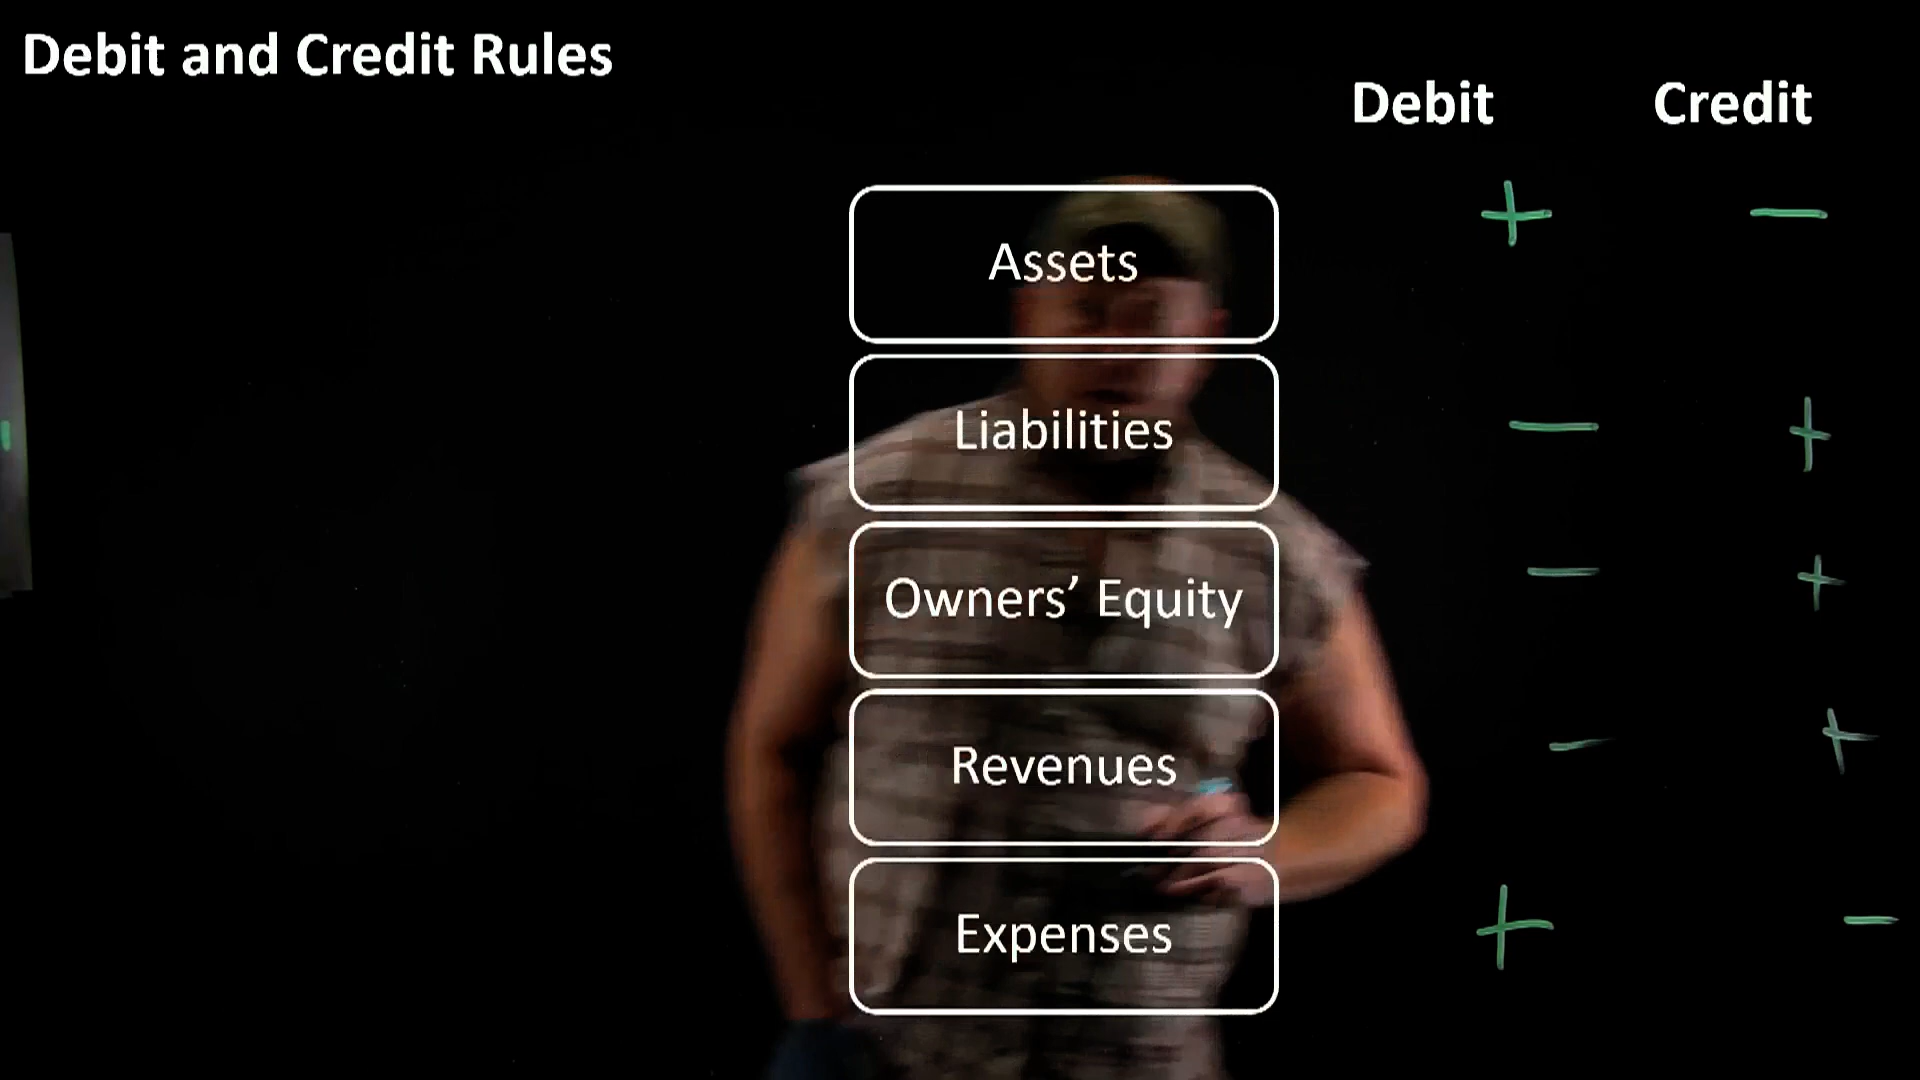 Debit and Credit Rules
Debit Credit
Assets + −
Liabilities − +
Owners’ Equity − +
Revenues − +
Expenses + −